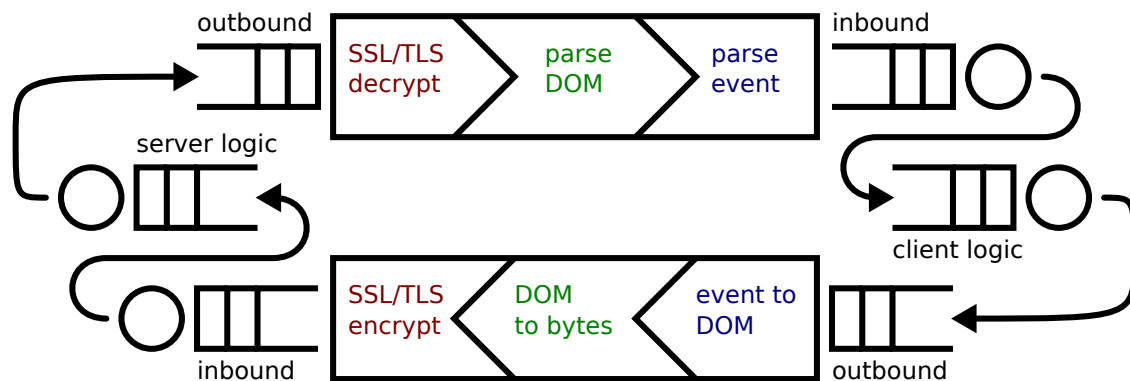 outbound
inbound
SSL/TLS
decrypt
parse
DOM
parse
event
server logic
client logic
SSL/TLS
encrypt
DOM
to bytes
event to
DOM
inbound
outbound